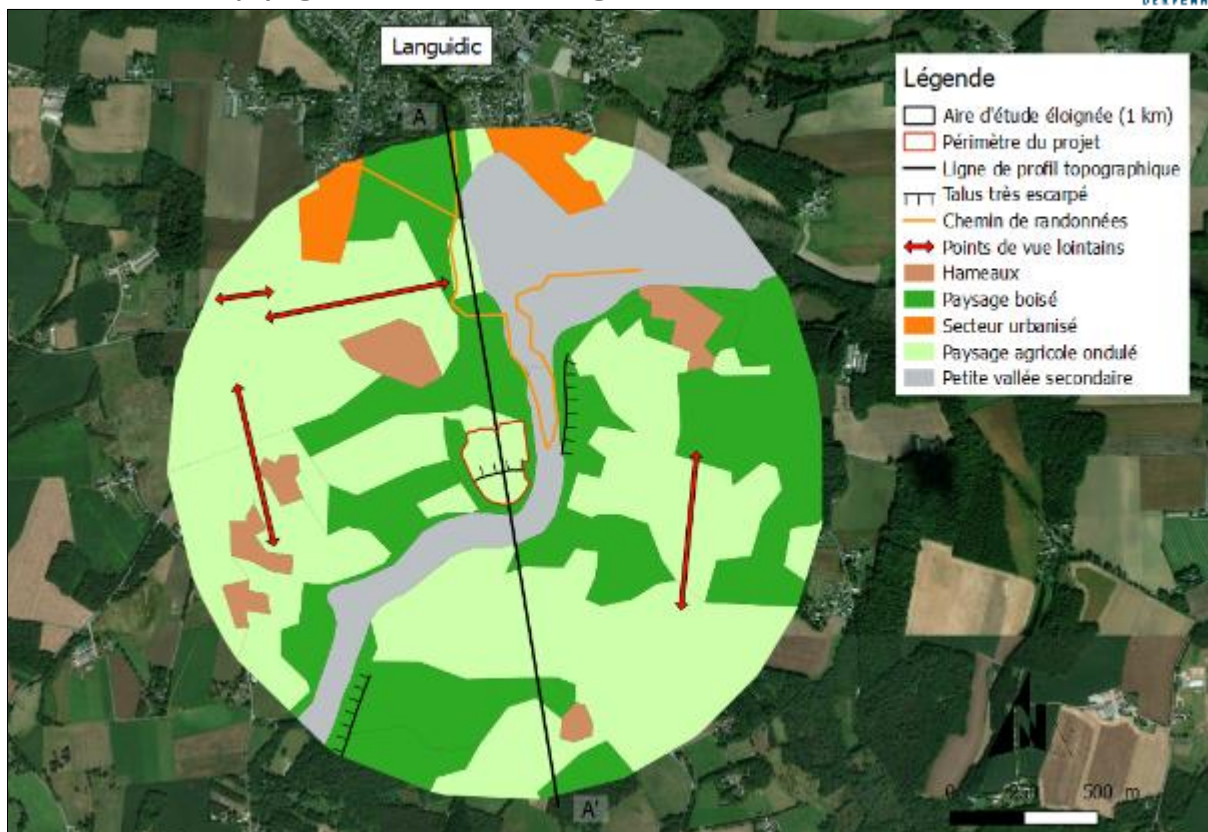 Languidic
A
Légende
Aire d'étude éloignée (1 km)
Périmètre du projet
Ligne de profil topographique
Talus très escarpé
Chemin de randonnées
Points de vue lointains
Hameaux
Paysage boisé
Secteur urbanisé
Paysage agricole ondulé
Petite vallée secondaire
N
0 250 500 m
A'